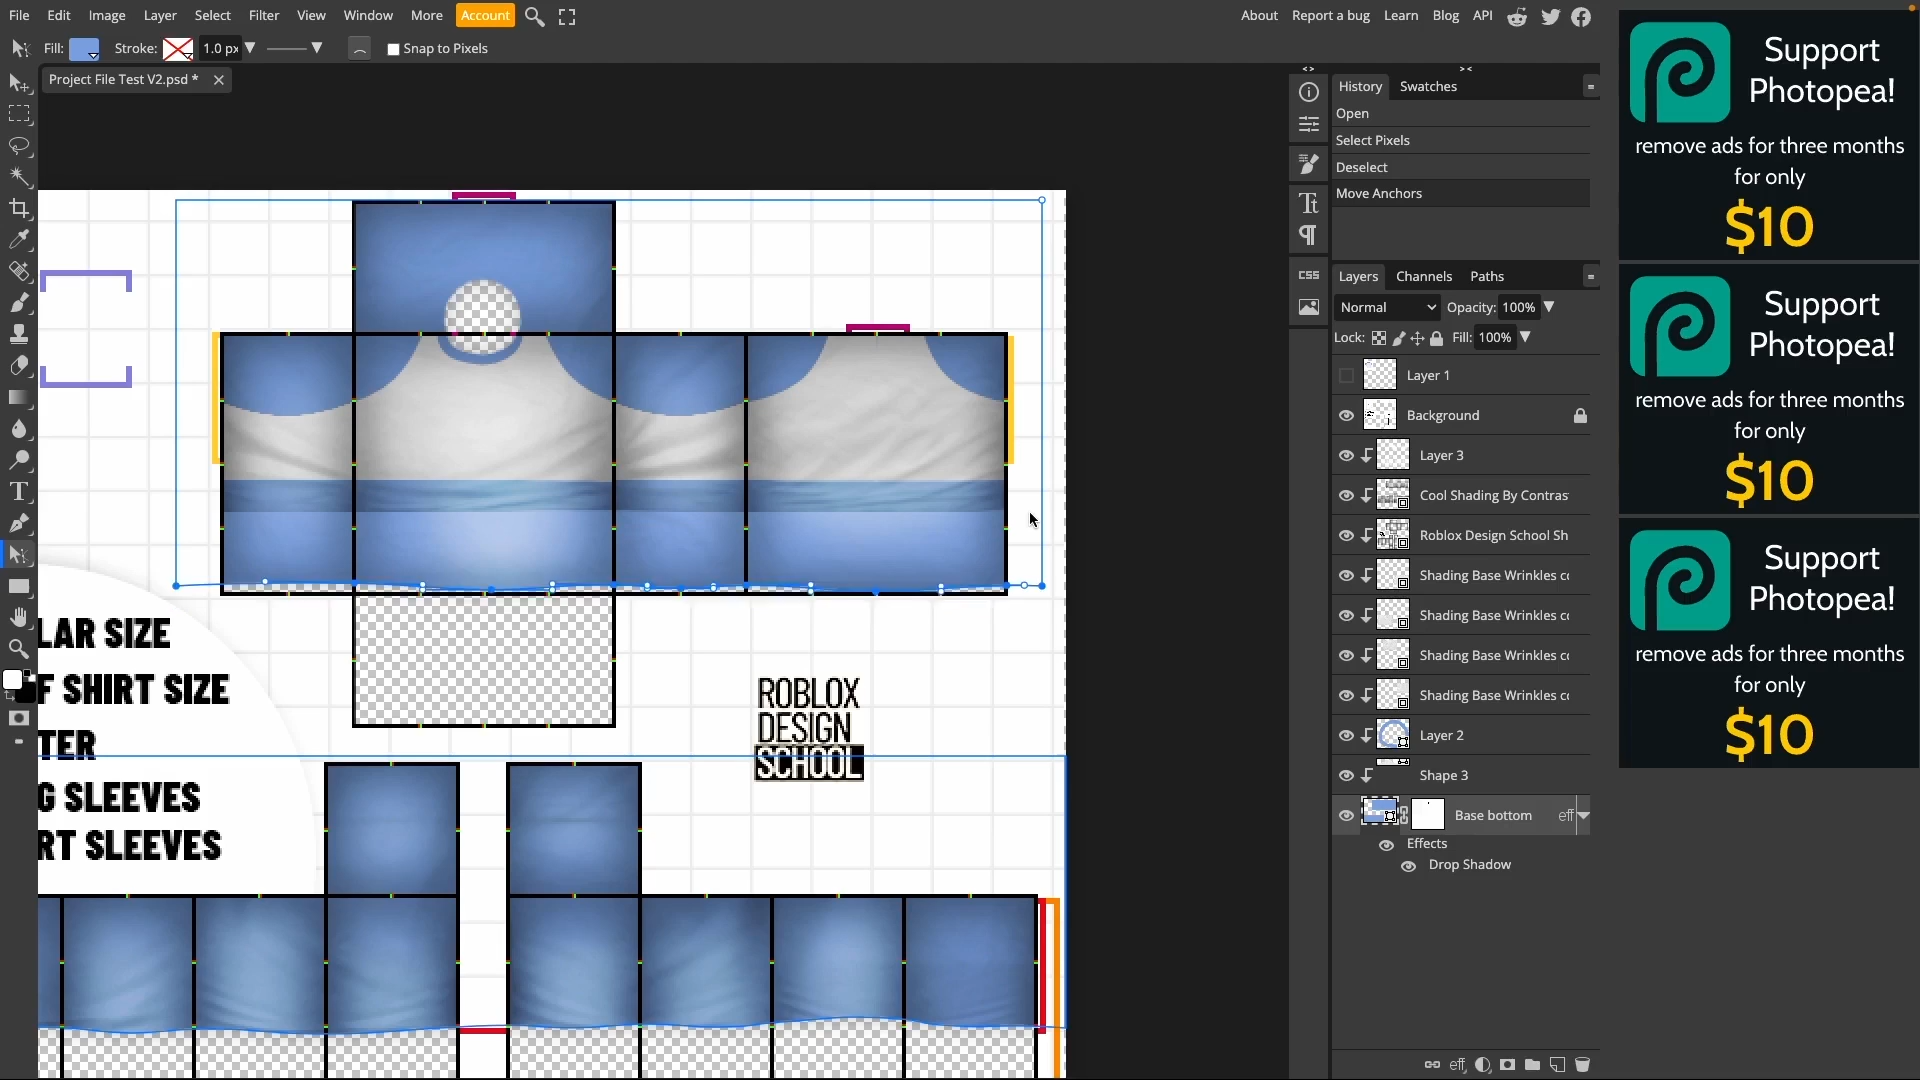 File Edit Image Layer Select Filter View Window More Account
About Report a bug Learn Blog API
Fill: Stroke: 1.0 px Snap to Pixels
Project File Test V2.psd *
LAR SIZE
F SHIRT SIZE
TER
G SLEEVES
RT SLEEVES
ROBLOX
DESIGN
SCHOOL
CSS
History Swatches
Open
Select Pixels
Deselect
Move Anchors
Layers Channels Paths
Normal Opacity: 100%
Lock: Fill: 100%
Layer 1
Background
Layer 3
Cool Shading By Contras
Roblox Design School Sh
Shading Base Wrinkles co
Shading Base Wrinkles co
Shading Base Wrinkles co
Shading Base Wrinkles co
Layer 2
Shape 3
Base bottom eff
Effects
Drop Shadow
eff
Support
Photopea!
remove ads for three months
for only
$10
Support
Photopea!
remove ads for three months
for only
$10
Support
Photopea!
remove ads for three months
for only
$10